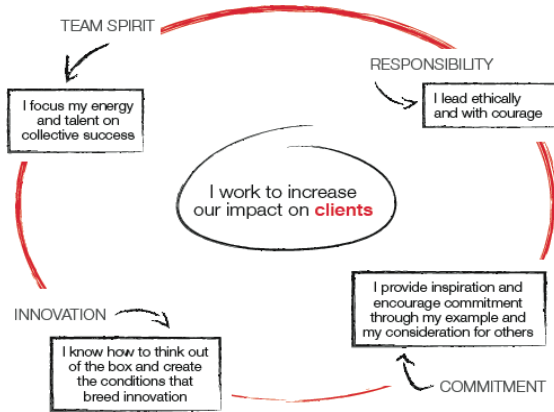 TEAM SPIRIT
I focus my energy
and talent on
collective success
RESPONSIBILITY
I lead ethically
and with courage
I work to increase
our impact on clients
INNOVATION
I know how to think out
of the box and create
the conditions that
breed innovation
I provide inspiration and
encourage commitment
through my example and
my consideration for others
COMMITMENT